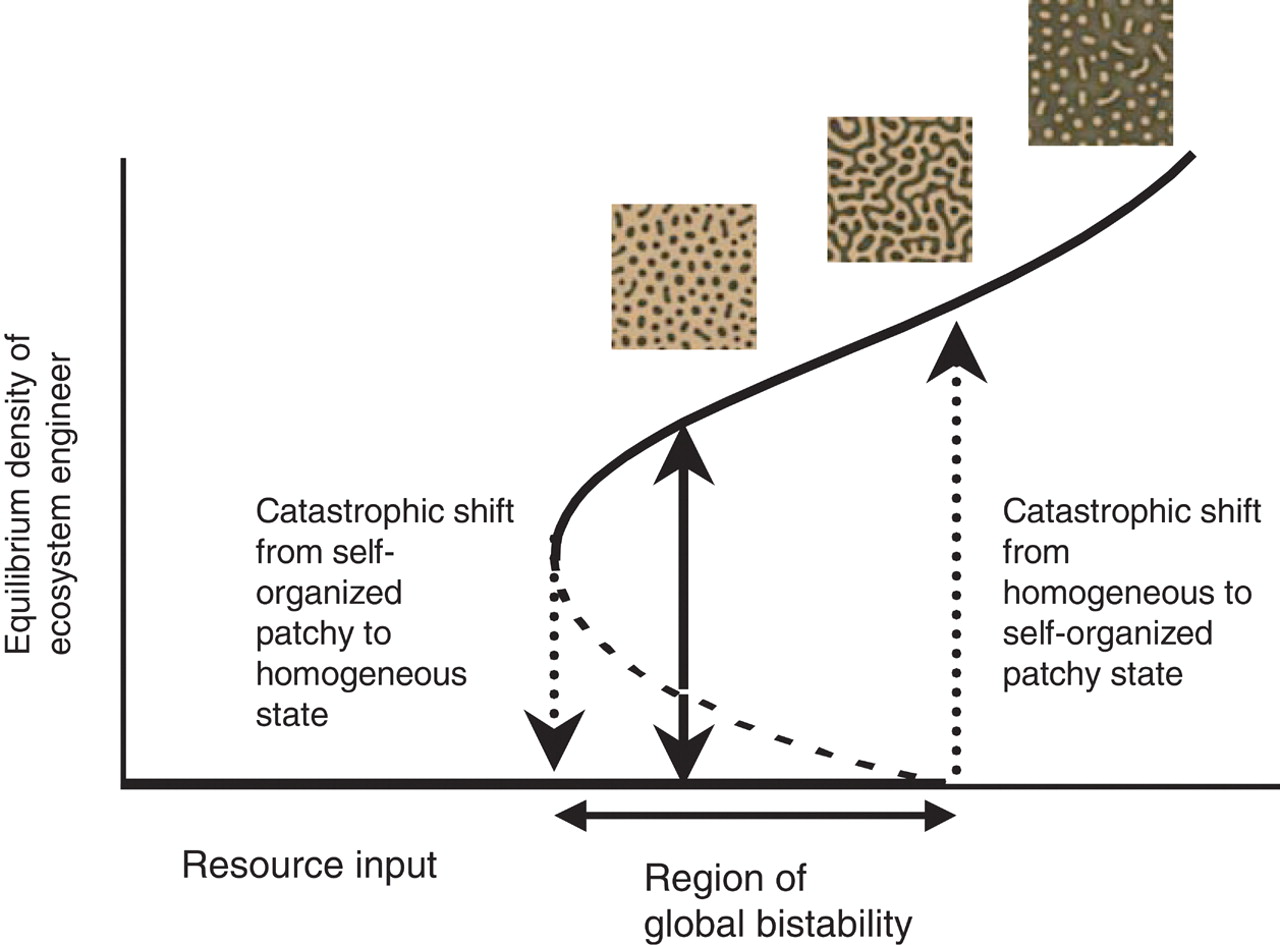 Equilibrium density of
ecosystem engineer
Catastrophic shift
from self-
organized
patchy to
homogeneous
state
Catastrophic shift
from
homogeneous to
self-organized
patchy state
Resource input
Region of
global bistability